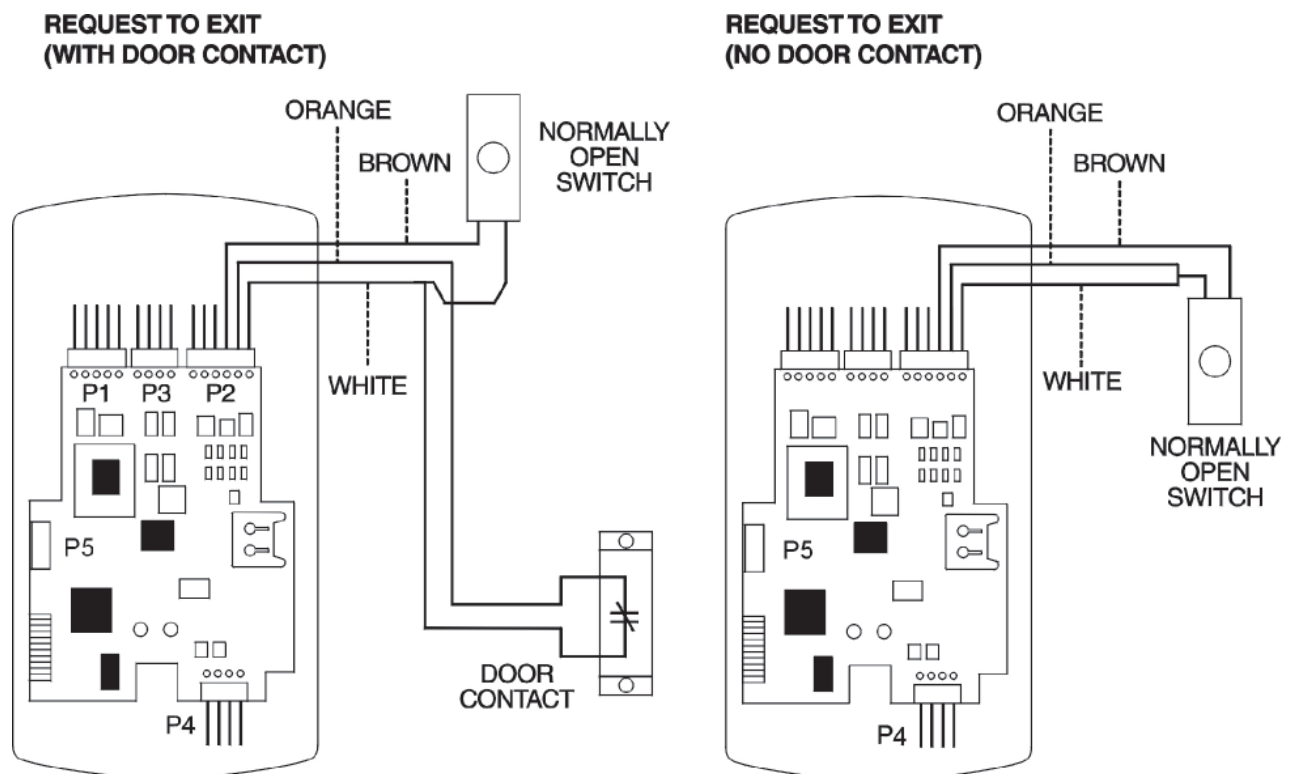 REQUEST TO EXIT
(WITH DOOR CONTACT)
ORANGE
BROWN
NORMALLY
OPEN
SWITCH
P1
P3
P2
WHITE
P5
DOOR
CONTACT
P4
REQUEST TO EXIT
(NO DOOR CONTACT)
ORANGE
BROWN
WHITE
NORMALLY
OPEN
SWITCH
P5
P4